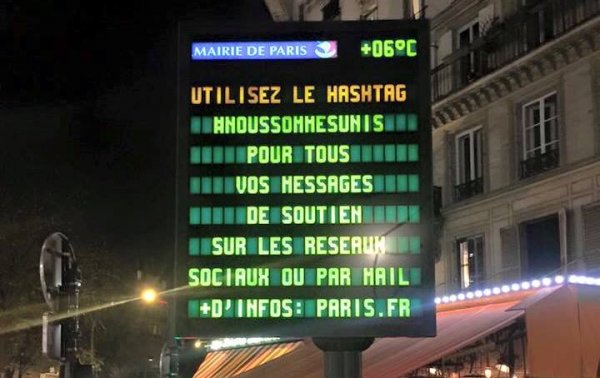 MAIRIE DE PARIS
+06°C
UTILISEZ LE HASHTAG
#NOUSSOMMESUNIS
POUR TOUS
VOS MESSAGES
DE SOUTIEN
SUR LES RESEAUX
SOCIAUX OU PAR MAIL
+D'INFOS: PARIS.FR